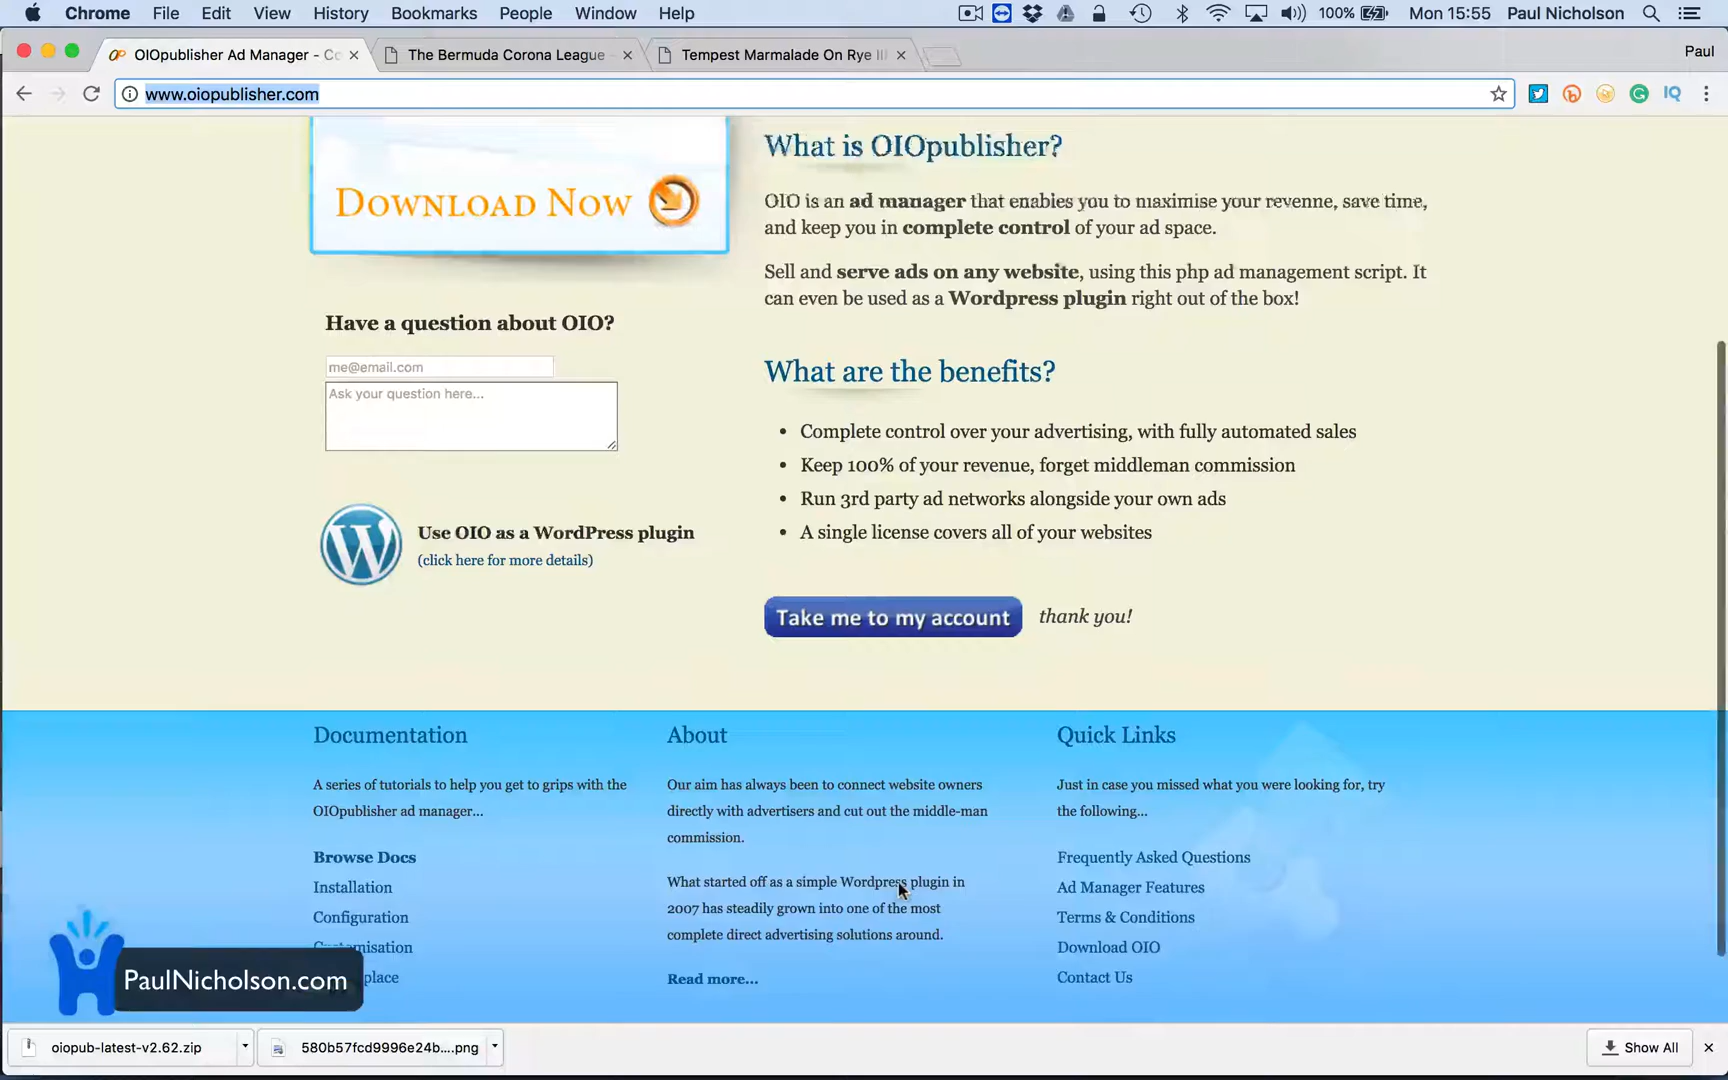 Chrome File Edit View History Bookmarks People Window Help 100% Mon 15:55 Paul Nicholson
OIOpublisher Ad Manager - Co The Bermuda Corona League - Tempest Marmalade On Rye II Paul
www.oiopublisher.com
Download Now
What is OIOpublisher?
OIO is an ad manager that enables you to maximise your revenue, save time,
and keep you in complete control of your ad space.
Sell and serve ads on any website, using this php ad management script. It
can even be used as a Wordpress plugin right out of the box!
Have a question about OIO?
me@email.com
Ask your question here...
Use OIO as a WordPress plugin
(click here for more details)
What are the benefits?
Complete control over your advertising, with fully automated sales
Keep 100% of your revenue, forget middleman commission
Run 3rd party ad networks alongside your own ads
A single license covers all of your websites
Take me to my account thank you!
Documentation
A series of tutorials to help you get to grips with the
OIOpublisher ad manager...
Browse Docs
Installation
Configuration
Customisation
place
About
Our aim has always been to connect website owners
directly with advertisers and cut out the middle-man
commission.
What started off as a simple Wordpress plugin in
2007 has steadily grown into one of the most
complete direct advertising solutions around.
Read more...
Quick Links
Just in case you missed what you were looking for, try
the following...
Frequently Asked Questions
Ad Manager Features
Terms & Conditions
Download OIO
Contact Us
PaulNicholson.com
oiopub-latest-v2.62.zip 580b57fcd9996e24b....png Show All